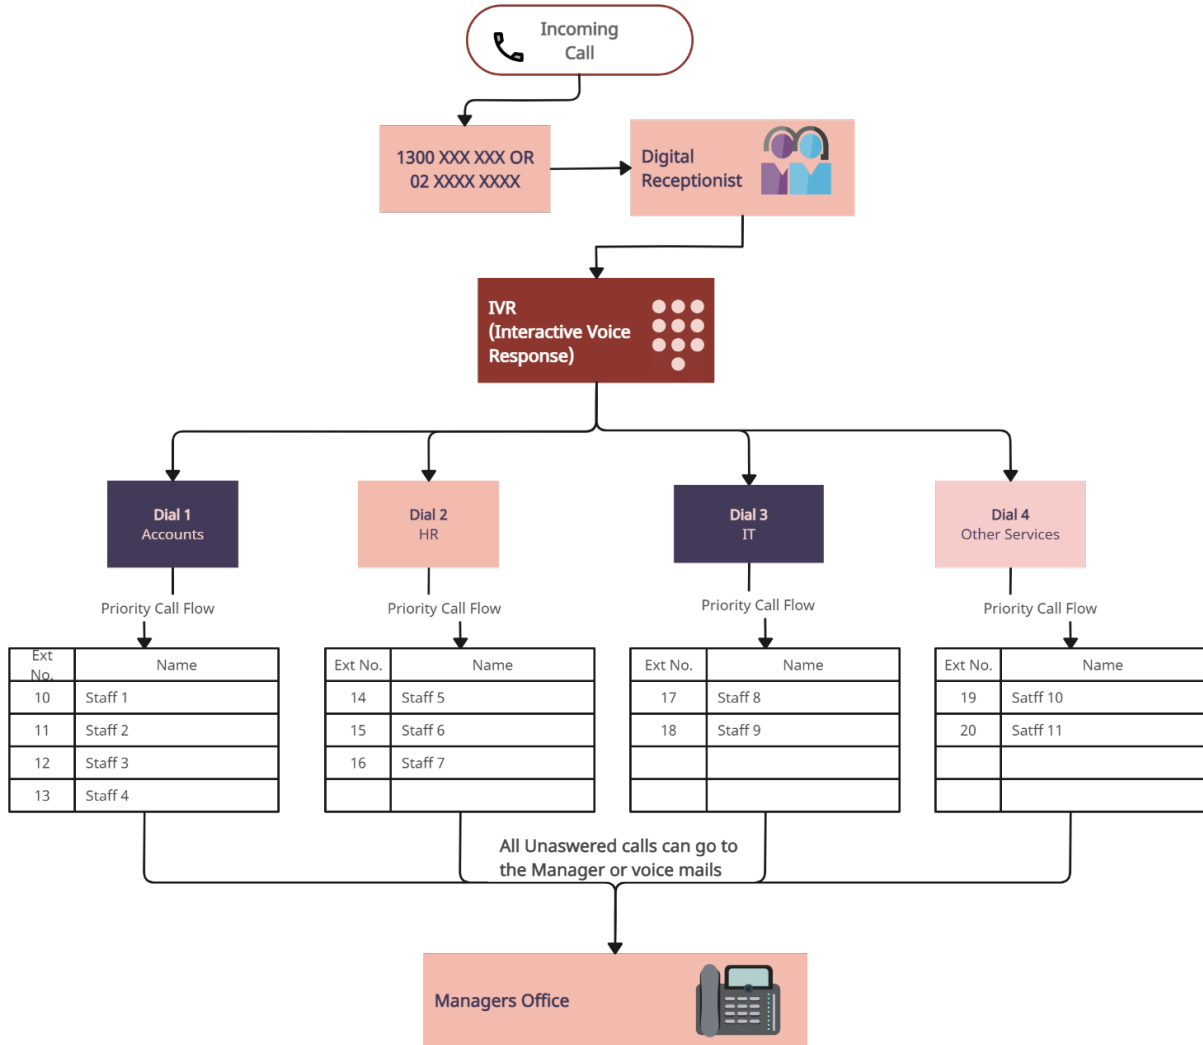 Incoming
Call
1300 XXX XXX OR
02 XXXX XXXX
Digital
Receptionist
IVR
(Interactive Voice
Response)
Dial 1
Accounts
Dial 2
HR
Dial 3
IT
Dial 4
Other Services
Priority Call Flow
Priority Call Flow
Priority Call Flow
Priority Call Flow
Ext
No.
Name
10 Staff 1
11 Staff 2
12 Staff 3
13 Staff 4
Ext No. Name
14 Staff 5
15 Staff 6
16 Staff 7
Ext No. Name
17 Staff 8
18 Staff 9
Ext No. Name
19 Satff 10
20 Satff 11
All Unaswered calls can go to
the Manager or voice mails
Managers Office